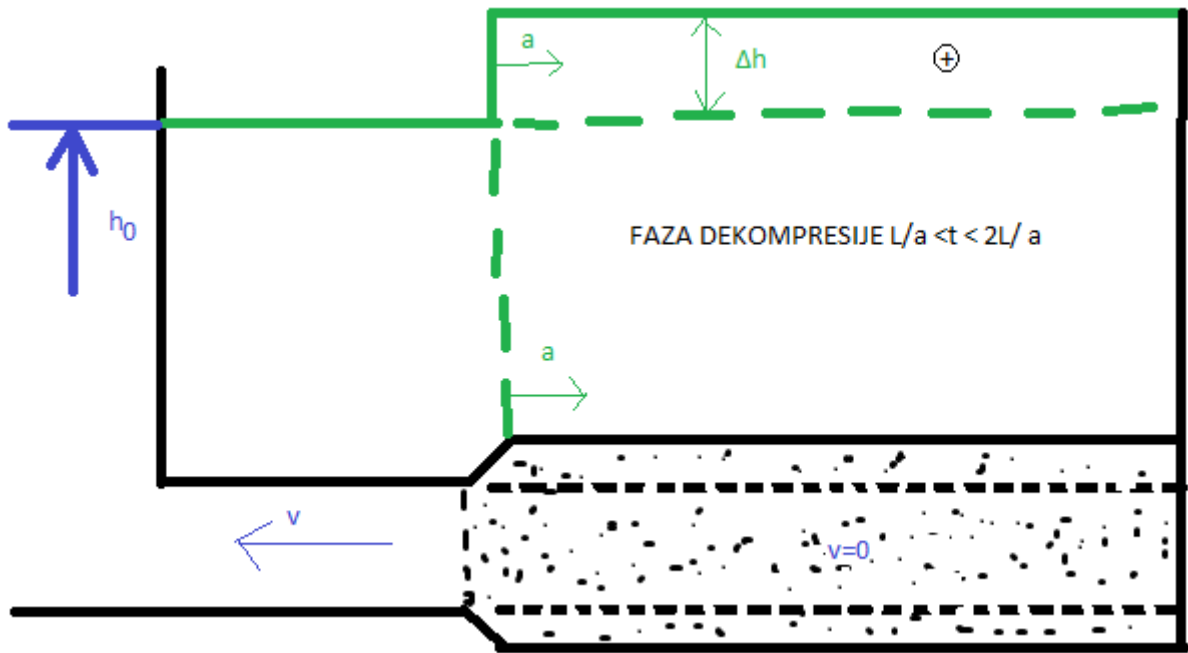 a
Δh
+
h0
FAZA DEKOMPRESIJE L/a <t < 2L/ a
a
v
v=0